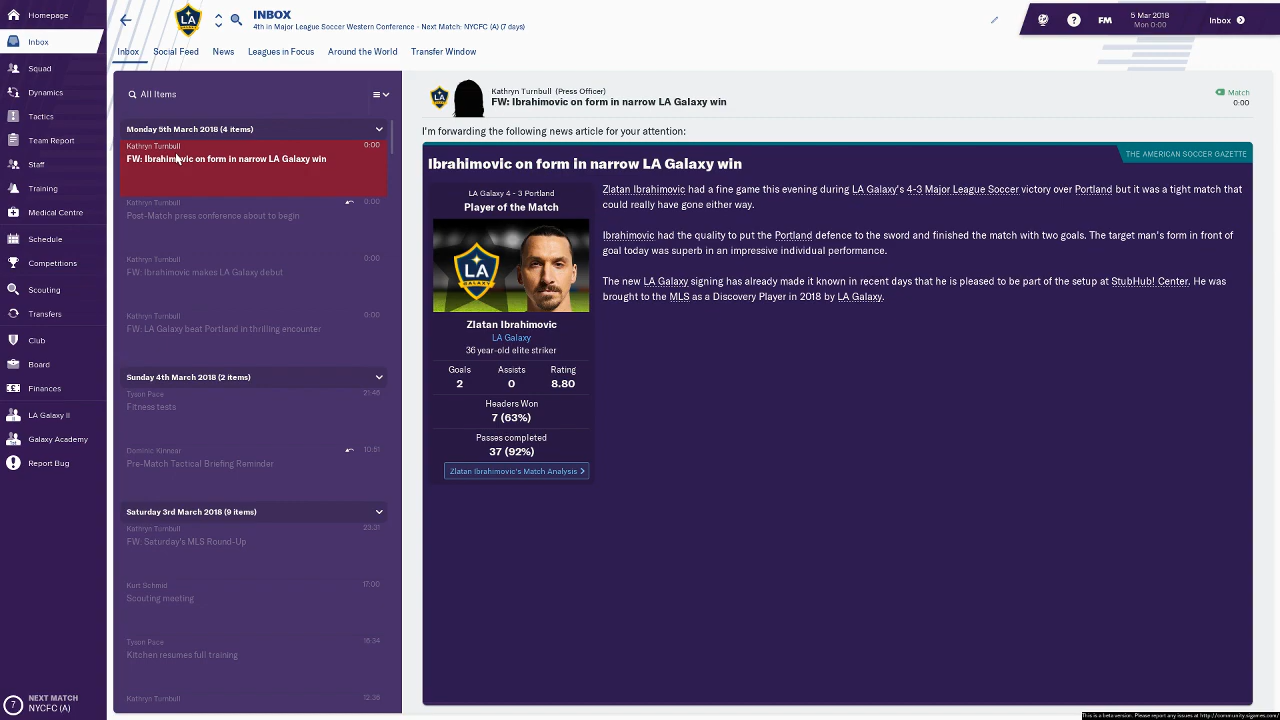 Homepage
Inbox
Squad
Dynamics
Tactics
Team Report
Staff
Training
Medical Centre
Schedule
Competitions
Scouting
Transfers
Club
Board
Finances
LA Galaxy II
Galaxy Academy
Report Bug
7
NEXT MATCH
NYCFC (A)
LA
INBOX
4th in Major League Soccer Western Conference - Next Match: NYCFC (A) (7 days)
?
FM
5 Mar 2018
Mon 0:00
Inbox
Inbox
Social Feed
News
Leagues in Focus
Around the World
Transfer Window
All Items
Monday 5th March 2018 (4 items)
Kathryn Turnbull
0:00
FW: Ibrahimovic on form in narrow LA Galaxy win
Kathryn Turnbull
0:00
Post-Match press conference about to begin
Kathryn Turnbull
0:00
FW: Ibrahimovic makes LA Galaxy debut
Kathryn Turnbull
0:00
FW: LA Galaxy beat Portland in thrilling encounter
Sunday 4th March 2018 (2 items)
Tyson Pace
21:46
Fitness tests
Dominic Kinnear
10:51
Pre-Match Tactical Briefing Reminder
Saturday 3rd March 2018 (9 items)
Kathryn Turnbull
23:31
FW: Saturday's MLS Round-Up
Kurt Schmid
17:00
Scouting meeting
Tyson Pace
16:34
Kitchen resumes full training
Kathryn Turnbull
12:36
LA
Kathryn Turnbull (Press Officer)
FW: Ibrahimovic on form in narrow LA Galaxy win
Match
0:00
I'm forwarding the following news article for your attention:
THE AMERICAN SOCCER GAZETTE
Ibrahimovic on form in narrow LA Galaxy win
LA Galaxy 4 - 3 Portland
Player of the Match
LA
GALAXY
Zlatan Ibrahimovic
LA Galaxy
36 year-old elite striker
Goals Assists Rating
2 0 8.80
Headers Won
7 (63%)
Passes completed
37 (92%)
Zlatan Ibrahimovic's Match Analysis
Zlatan Ibrahimovic had a fine game this evening during LA Galaxy's 4-3 Major League Soccer victory over Portland but it was a tight match that
could really have gone either way.
Ibrahimovic had the quality to put the Portland defence to the sword and finished the match with two goals. The target man's form in front of
goal today was superb in an impressive individual performance.
The new LA Galaxy signing has already made it known in recent days that he is pleased to be part of the setup at StubHub! Center. He was
brought to the MLS as a Discovery Player in 2018 by LA Galaxy.
This is a beta version. Please report any issues at http://community.sigames.com/